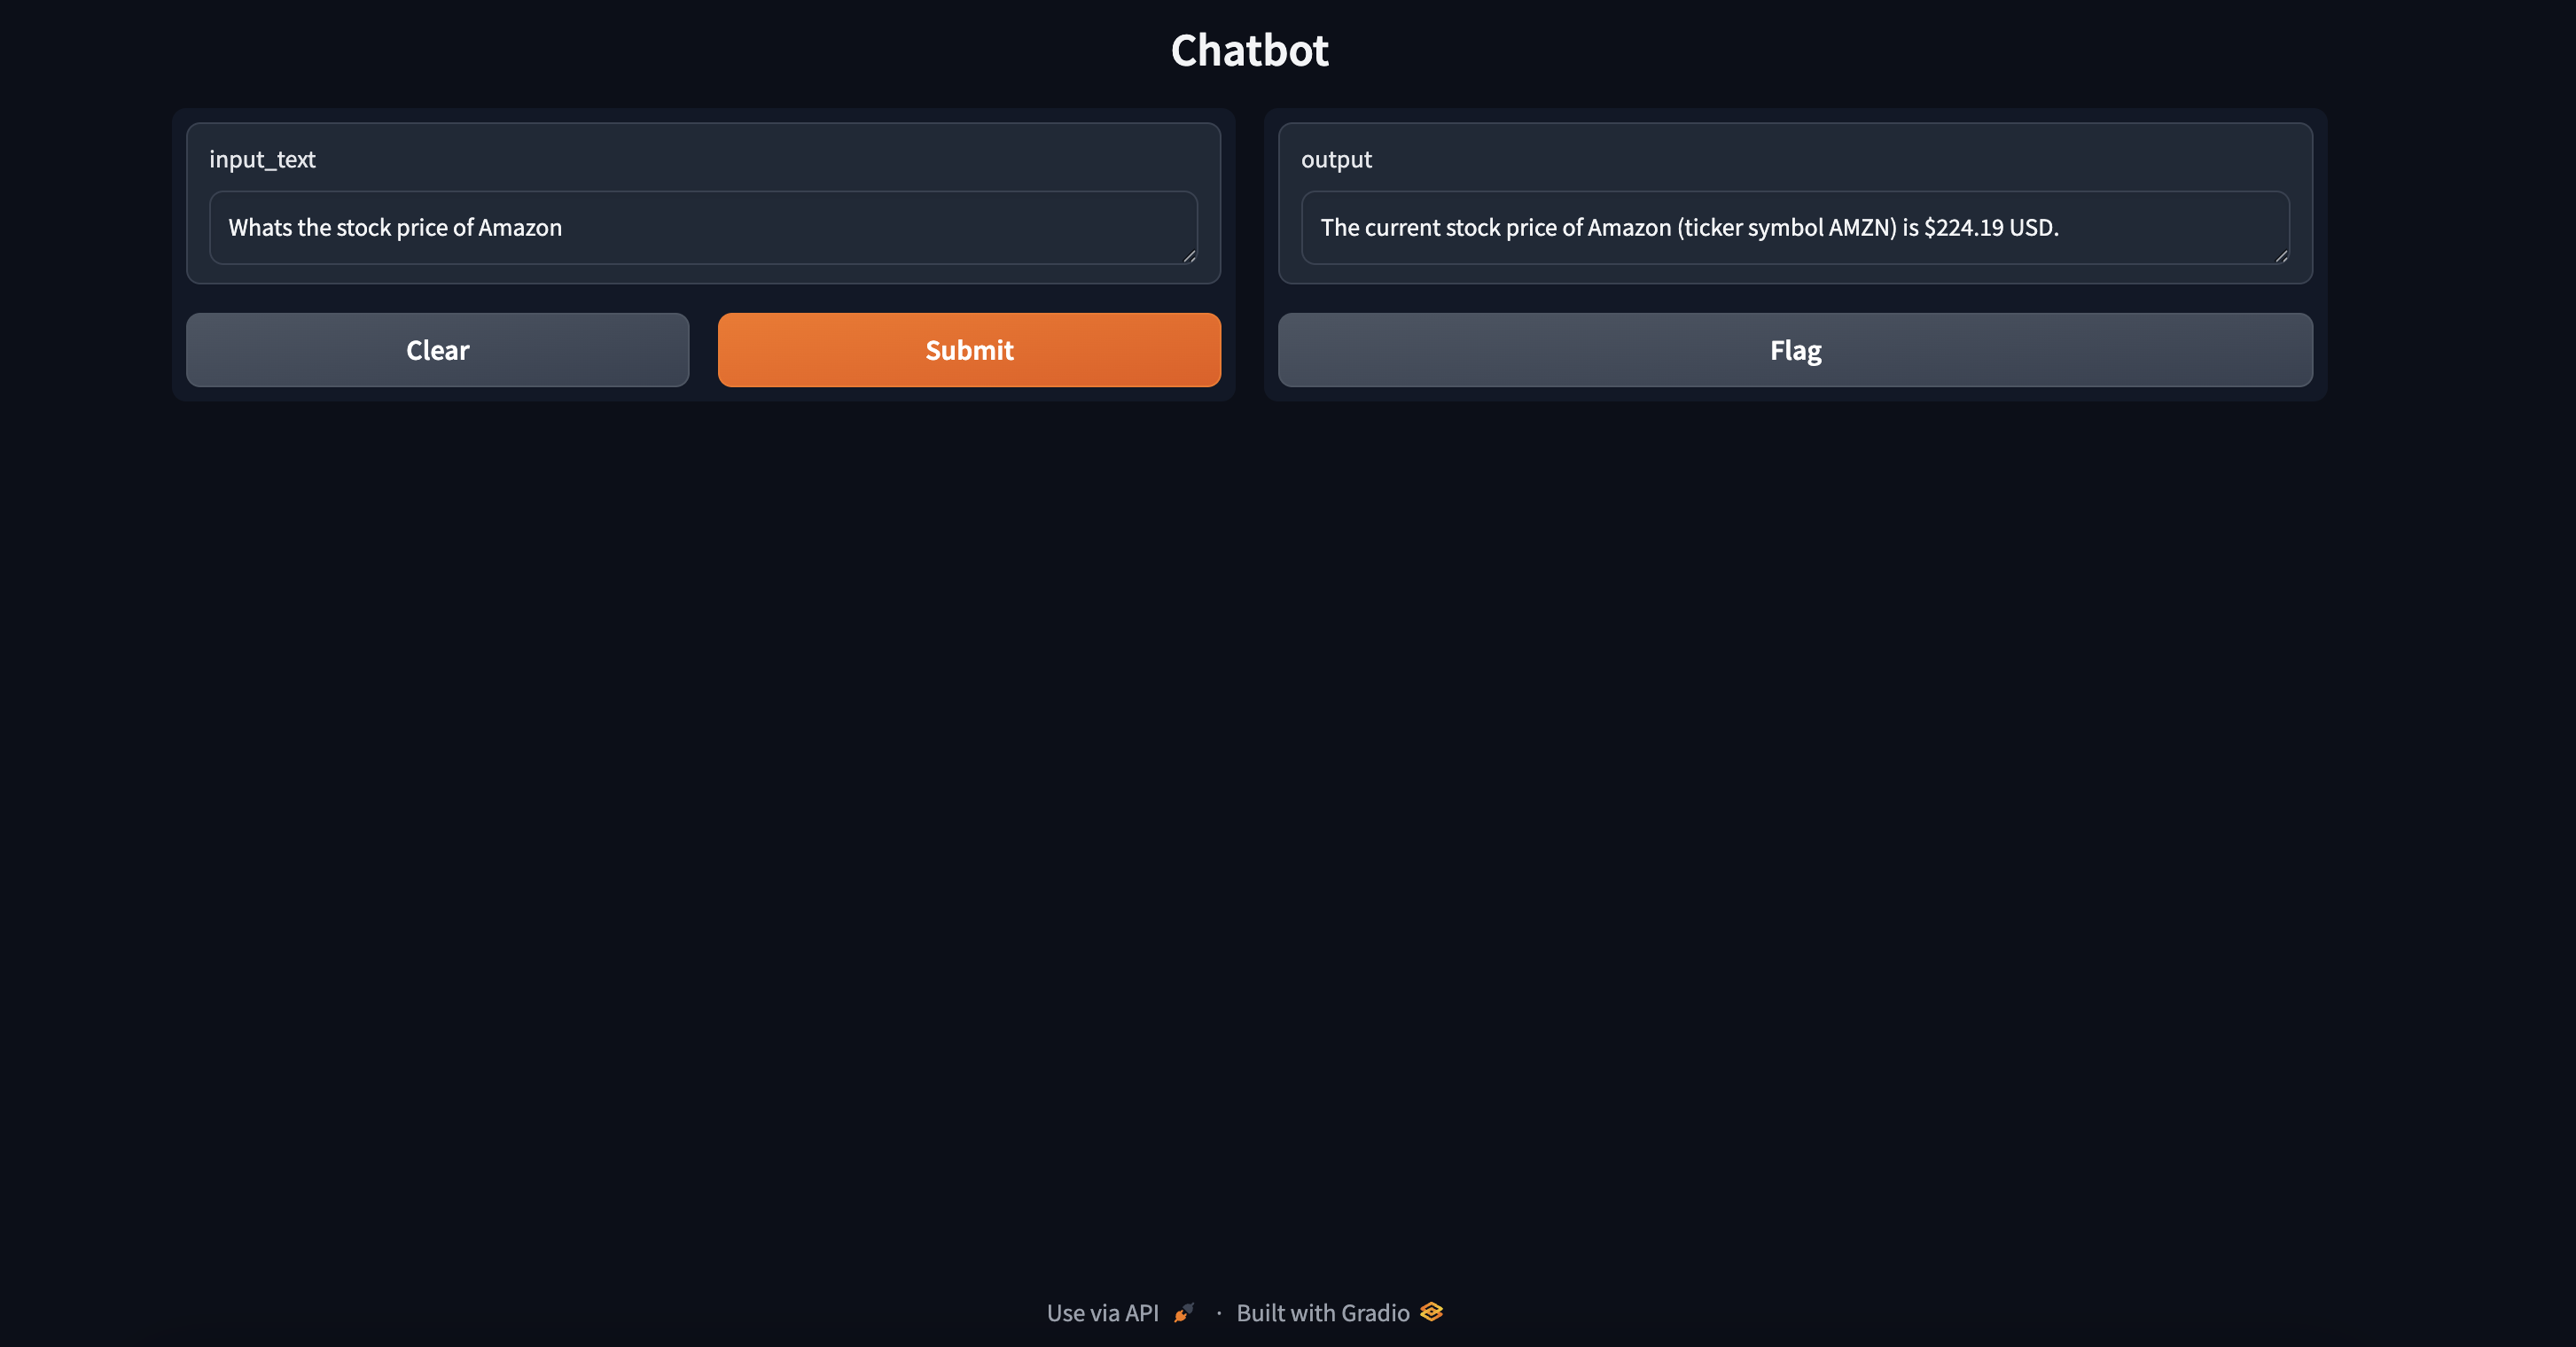 Chatbot
input_text
Whats the stock price of Amazon
Clear
Submit
output
The current stock price of Amazon (ticker symbol AMZN) is $224.19 USD.
Flag
Use via API · Built with Gradio